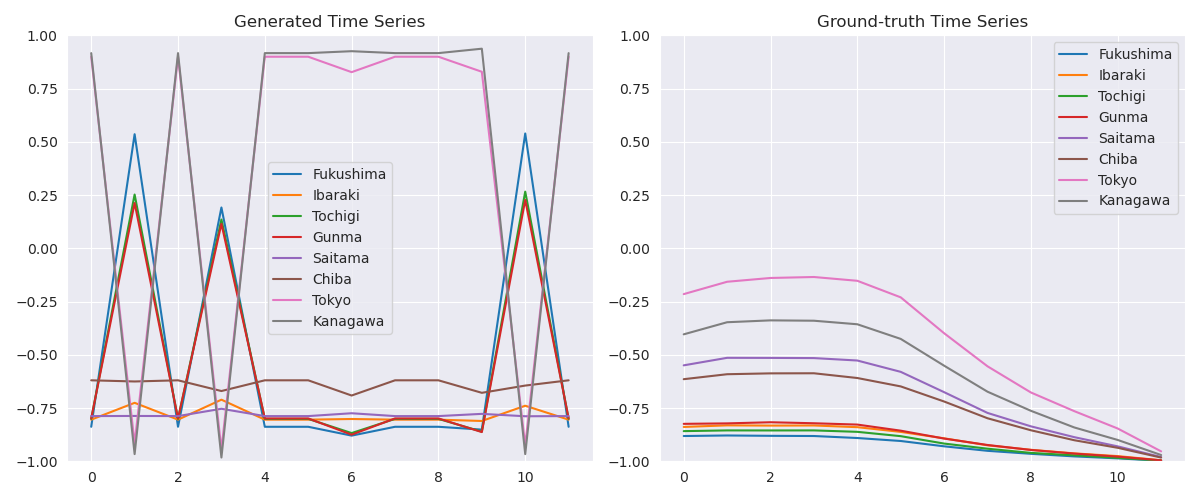 Generated Time Series
1.00
0.75
0.50
0.25
0.00
−0.25
−0.50
−0.75
−1.00
0
2
4
6
8
10
Fukushima
Ibaraki
Tochigi
Gunma
Saitama
Chiba
Tokyo
Kanagawa
Ground-truth Time Series
1.00
0.75
0.50
0.25
0.00
−0.25
−0.50
−0.75
−1.00
0
2
4
6
8
10
Fukushima
Ibaraki
Tochigi
Gunma
Saitama
Chiba
Tokyo
Kanagawa